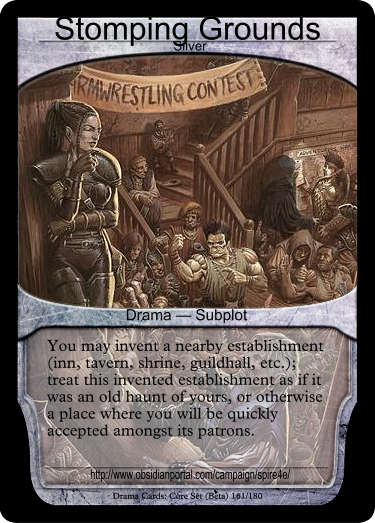 Stomping Grounds
Silver
RMWRESTLING CONTEST
Drama — Subplot
You may invent a nearby establishment
(inn, tavern, shrine, guildhall, etc.);
treat this invented establishment as if it
was an old haunt of yours, or otherwise
a place where you will be quickly
accepted amongst its patrons.
http://www.obsidianportal.com/campaign/spire4e/
Drama Cards: Core Set (Beta) 161/180